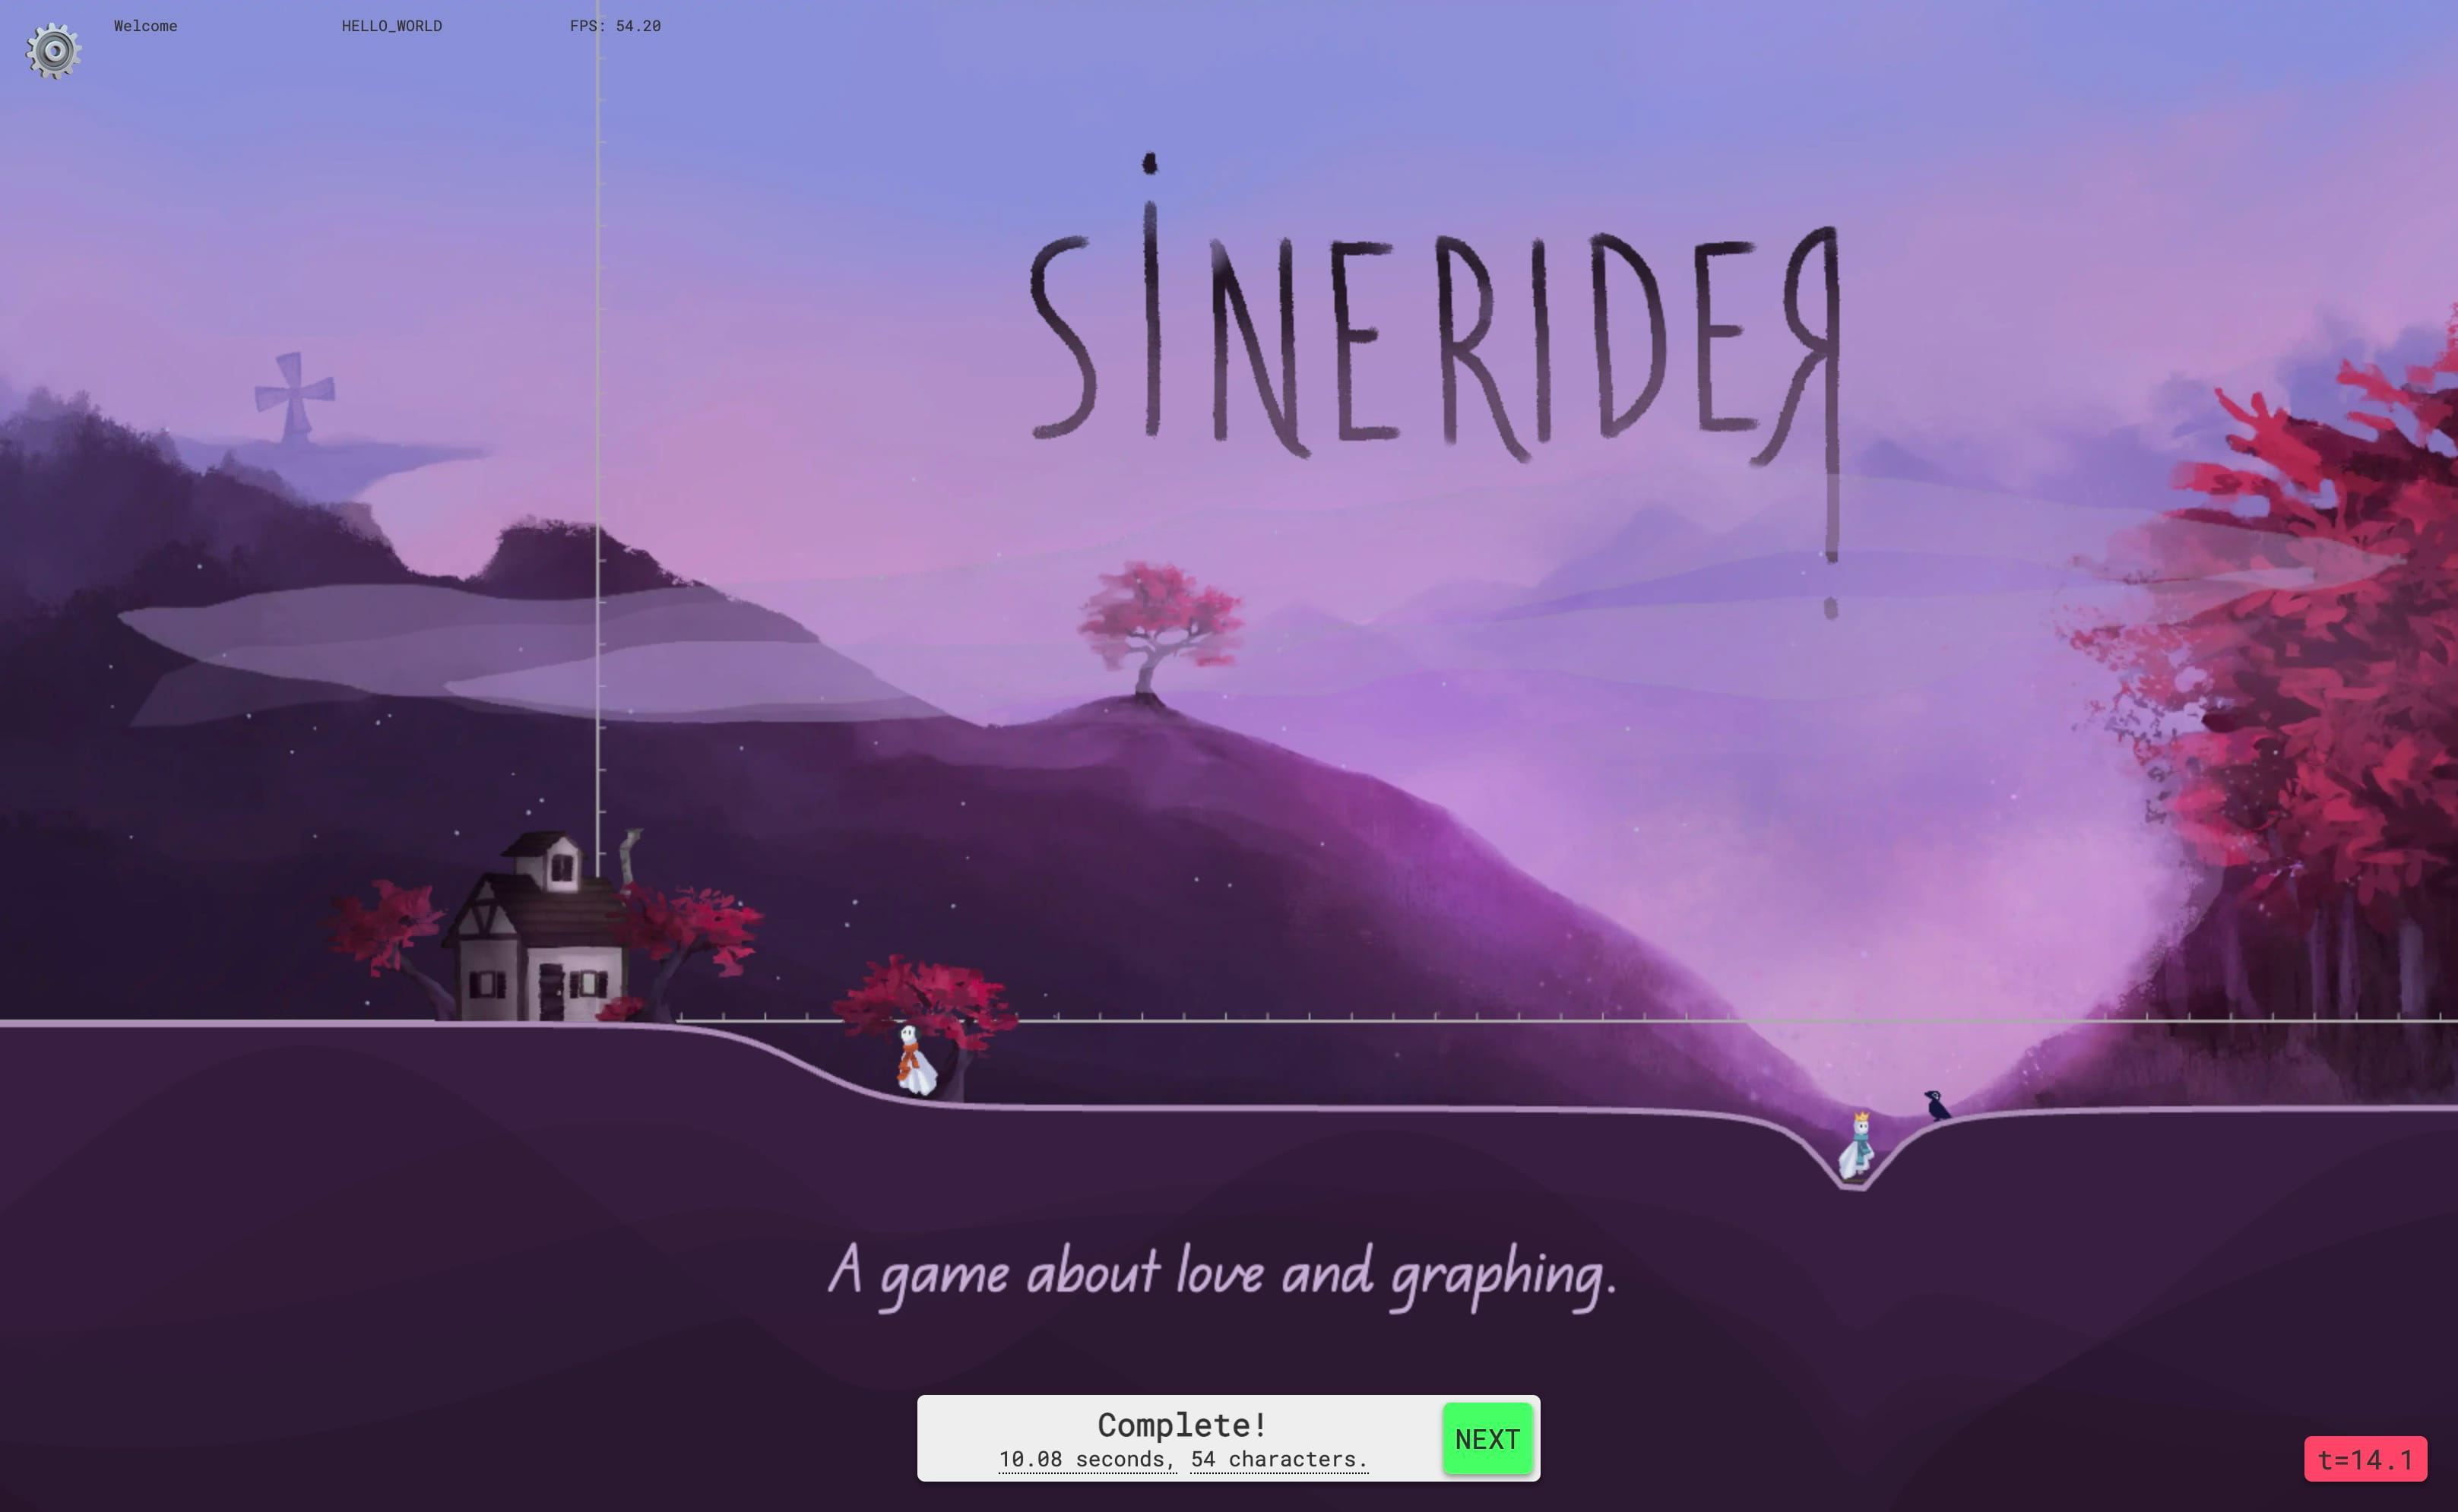 Welcome HELLO_WORLD FPS: 54.20
SiNERIDEЯ
A game about love and graphing.
Complete!
10.08 seconds, 54 characters.
NEXT
t=14.1